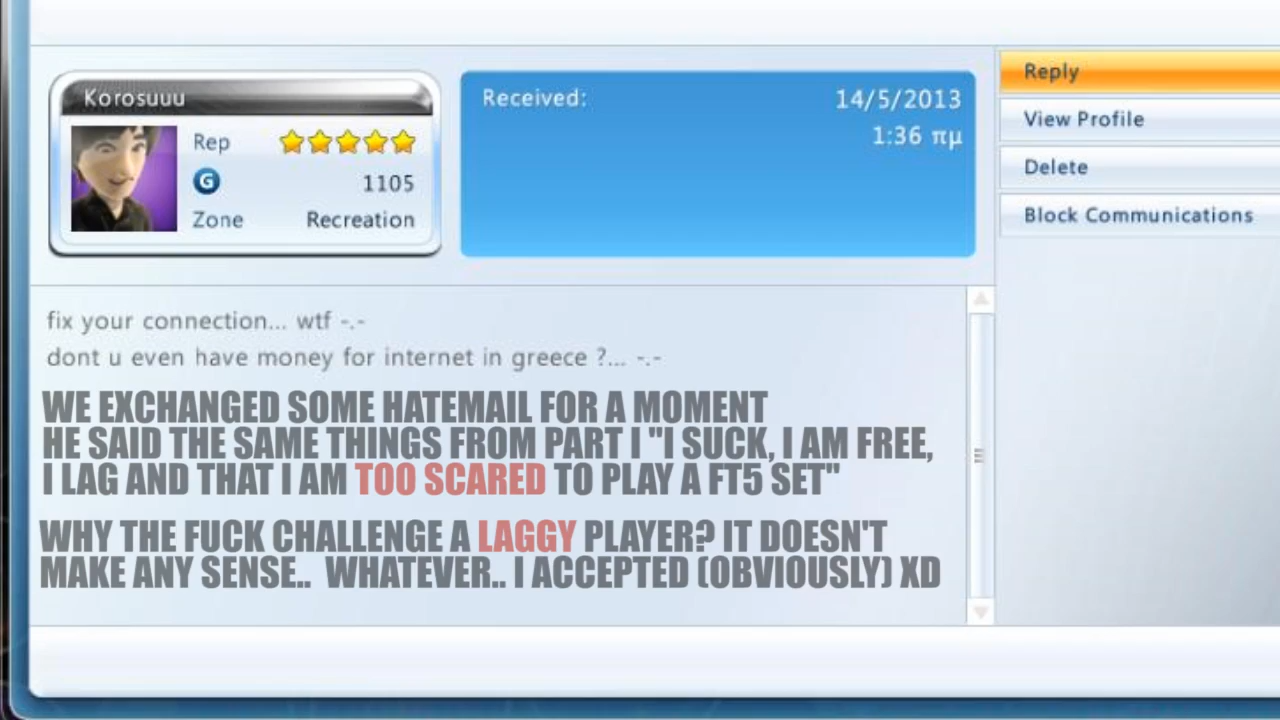 Korosuuu
Rep
G
1105
Zone Recreation
Received: 14/5/2013
1:36 πμ
Reply
View Profile
Delete
Block Communications
fix your connection... wtf -.-
dont u even have money for internet in greece ?... -.-
WE EXCHANGED SOME HATEMAIL FOR A MOMENT
HE SAID THE SAME THINGS FROM PART I "I SUCK, I AM FREE,
I LAG AND THAT I AM TOO SCARED TO PLAY A FT5 SET"
WHY THE FUCK CHALLENGE A LAGGY PLAYER? IT DOESN'T
MAKE ANY SENSE.. WHATEVER.. I ACCEPTED (OBVIOUSLY) XD